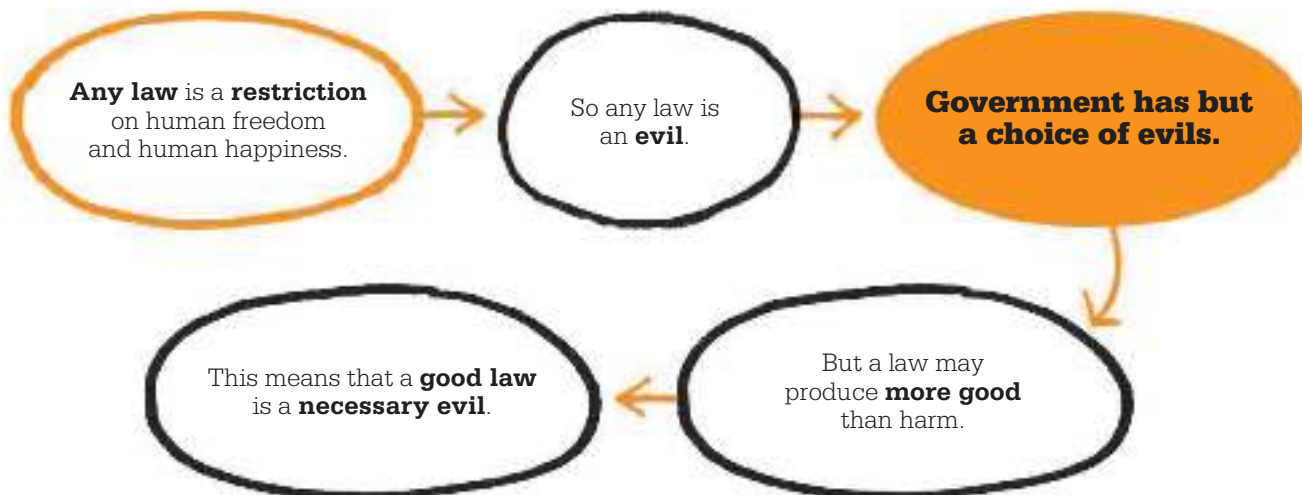 Any law is a restriction
on human freedom
and human happiness.
So any law is
an evil.
Government has but
a choice of evils.
But a law may
produce more good
than harm.
This means that a good law
is a necessary evil.